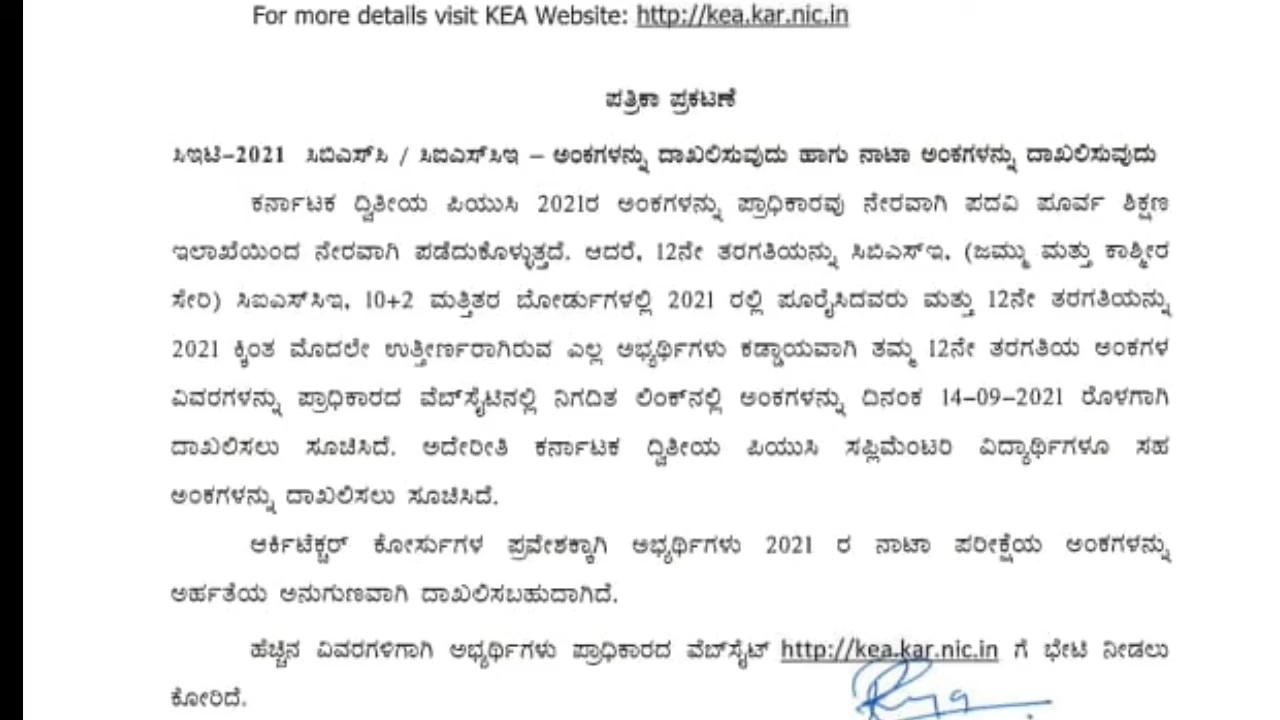 For more details visit KEA Website: http://kea.kar.nic.in
ಪತ್ರಿಕಾ ಪ್ರಕಟಣೆ
ಸಿಇಟಿ–2021 ಸಿಬಿಎಸ್‌ಸಿ / ಸಿಐಎಸ್‌ಸಿಇ – ಅಂಕಗಳನ್ನು ದಾಖಲಿಸುವುದು ಹಾಗು ನಾಟಾ ಅಂಕಗಳನ್ನು ದಾಖಲಿಸುವುದು
ಕರ್ನಾಟಕ ದ್ವಿತೀಯ ಪಿಯುಸಿ 2021ರ ಅಂಕಗಳನ್ನು ಪ್ರಾಧಿಕಾರವು ನೇರವಾಗಿ ಪದವಿ ಪೂರ್ವ ಶಿಕ್ಷಣ
ಇಲಾಖೆಯಿಂದ ನೇರವಾಗಿ ಪಡೆದುಕೊಳ್ಳುತ್ತದೆ. ಆದರೆ, 12ನೇ ತರಗತಿಯನ್ನು ಸಿಬಿಎಸ್‌ಇ, (ಜಮ್ಮು ಮತ್ತು ಕಾಶ್ಮೀರ
ಸೇರಿ) ಸಿಐಎಸ್‌ಸಿಇ, 10+2 ಮತ್ತಿತರ ಬೋರ್ಡುಗಳಲ್ಲಿ 2021 ರಲ್ಲಿ ಪೂರೈಸಿದವರು ಮತ್ತು 12ನೇ ತರಗತಿಯನ್ನು
2021 ಕ್ಕಿಂತ ಮೊದಲೇ ಉತ್ತೀರ್ಣರಾಗಿರುವ ಎಲ್ಲ ಅಭ್ಯರ್ಥಿಗಳು ಕಡ್ಡಾಯವಾಗಿ ತಮ್ಮ 12ನೇ ತರಗತಿಯ ಅಂಕಗಳ
ವಿವರಗಳನ್ನು ಪ್ರಾಧಿಕಾರದ ವೆಬ್‌ಸೈಟಿನಲ್ಲಿ ನಿಗದಿತ ಲಿಂಕ್‌ನಲ್ಲಿ ಅಂಕಗಳನ್ನು ದಿನಂಕ 14–09–2021 ರೊಳಗಾಗಿ
ದಾಖಲಿಸಲು ಸೂಚಿಸಿದೆ. ಅದೇರೀತಿ ಕರ್ನಾಟಕ ದ್ವಿತೀಯ ಪಿಯುಸಿ ಸಪ್ಲಿಮೆಂಟರಿ ವಿದ್ಯಾರ್ಥಿಗಳೂ ಸಹ
ಅಂಕಗಳನ್ನು ದಾಖಲಿಸಲು ಸೂಚಿಸಿದೆ.
ಆರ್ಕಿಟೆಕ್ಚರ್ ಕೋರ್ಸುಗಳ ಪ್ರವೇಶಕ್ಕಾಗಿ ಅಭ್ಯರ್ಥಿಗಳು 2021 ರ ನಾಟಾ ಪರೀಕ್ಷೆಯ ಅಂಕಗಳನ್ನು
ಅರ್ಹತೆಯ ಅನುಗುಣವಾಗಿ ದಾಖಲಿಸಬಹುದಾಗಿದೆ.
ಹೆಚ್ಚಿನ ವಿವರಗಳಿಗಾಗಿ ಅಭ್ಯರ್ಥಿಗಳು ಪ್ರಾಧಿಕಾರದ ವೆಬ್‌ಸೈಟ್ http://kea.kar.nic.in ಗೆ ಭೇಟಿ ನೀಡಲು
ಕೋರಿದೆ.